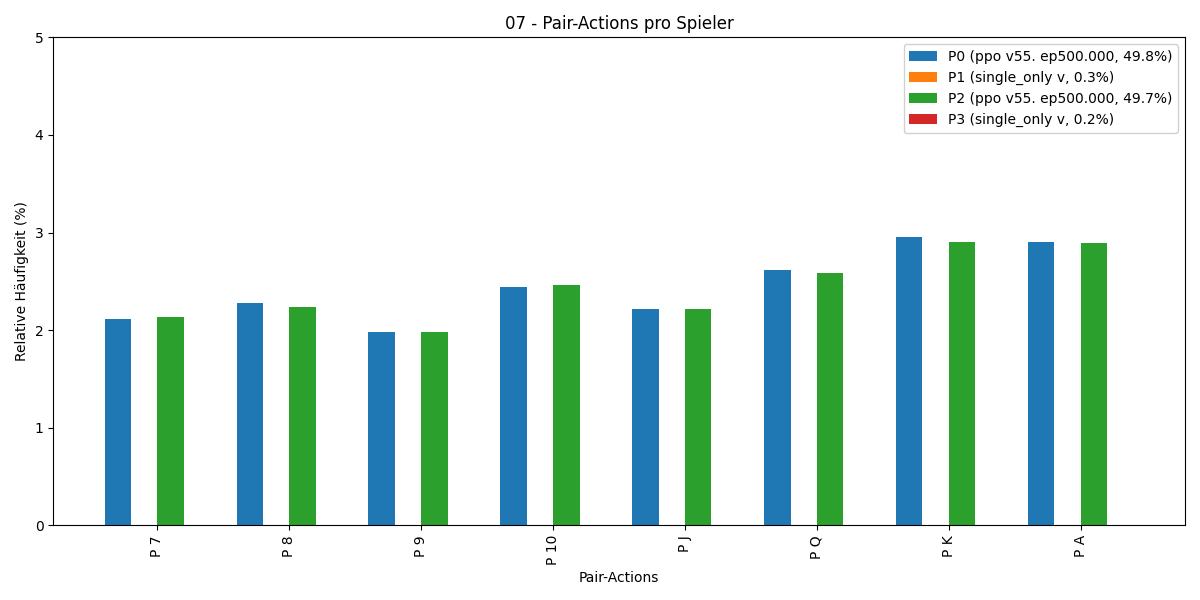 07 - Pair-Actions pro Spieler
P0 (ppo v55. ep500.000, 49.8%)
P1 (single_only v, 0.3%)
P2 (ppo v55. ep500.000, 49.7%)
P3 (single_only v, 0.2%)
Relative Häufigkeit (%)
5
4
3
2
1
0
P 7
P 8
P 9
P 10
P J
P Q
P K
P A
Pair-Actions